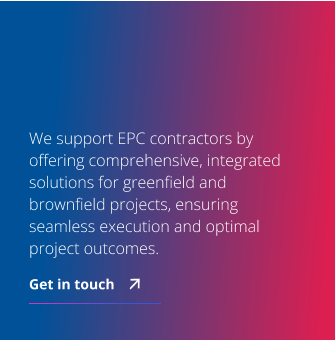 We support EPC contractors by
offering comprehensive, integrated
solutions for greenfield and
brownfield projects, ensuring
seamless execution and optimal
project outcomes.
Get in touch